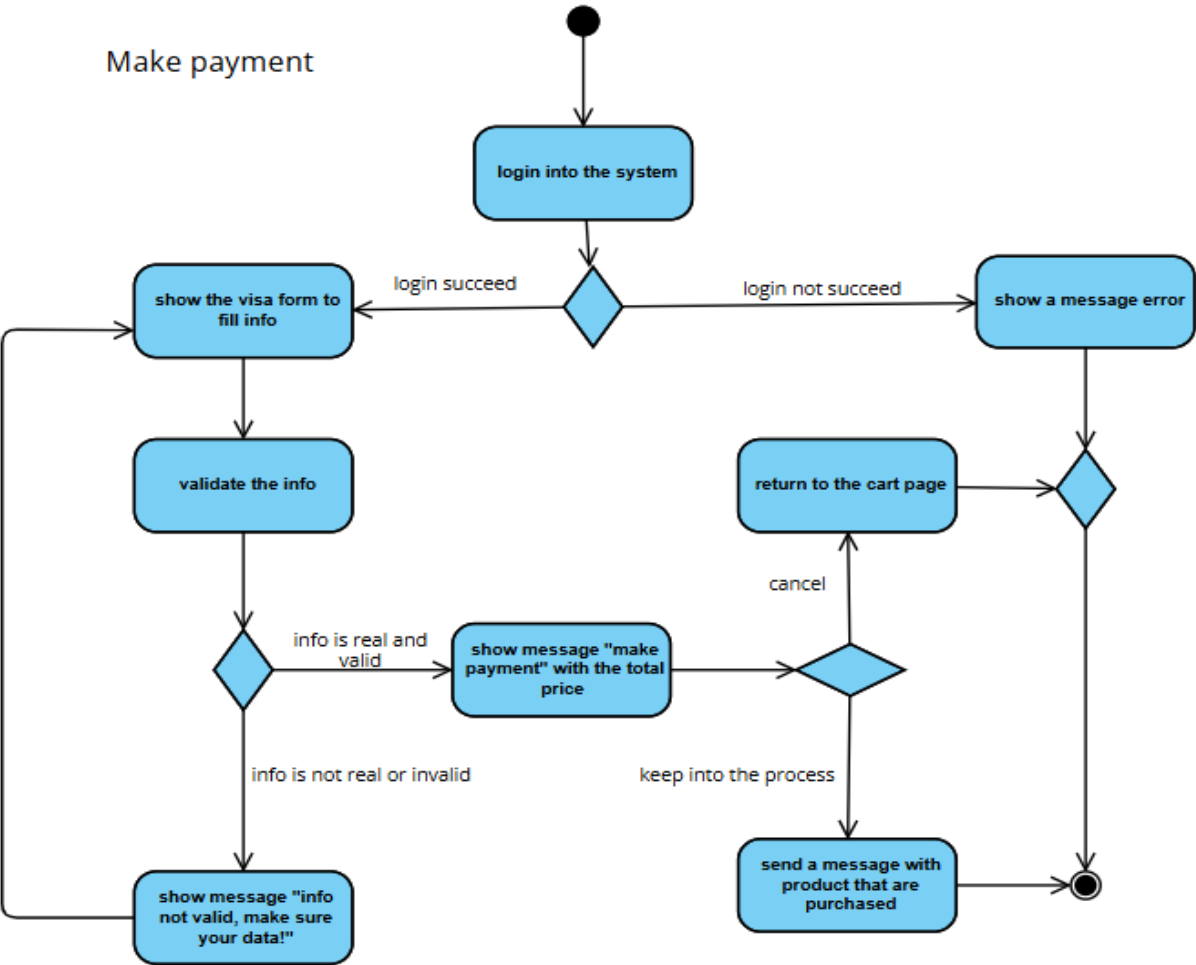 Make payment
login into the system
login succeed
login not succeed
show the visa form to
fill info
show a message error
validate the info
return to the cart page
cancel
info is real and
valid
show message "make
payment" with the total
price
info is not real or invalid
keep into the process
show message "info
not valid, make sure
your data!"
send a message with
product that are
purchased